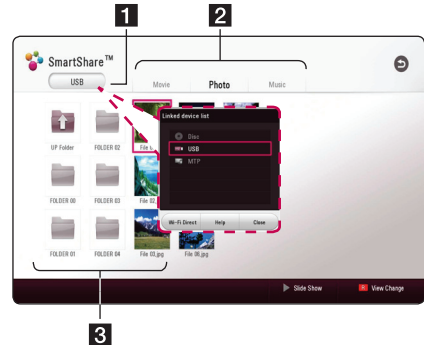 1
2
SmartShare™
USB
Movie
Photo
Music
Linked device list
Disc
USB
MTP
Wi-Fi Direct
Help
Close
UP Folder
FOLDER 02
FOLDER 00
FOLDER 03
File 02.
FOLDER 01
FOLDER 04
File 03.jpg
File 06.jpg
Slide Show
View Change
3